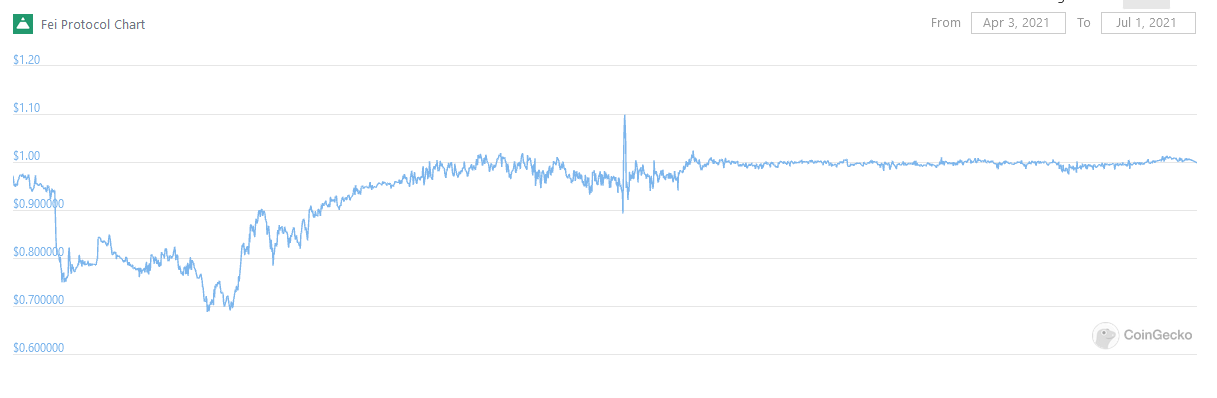 Fei Protocol Chart
From Apr 3, 2021 To Jul 1, 2021
$1.20
$1.10
$1.00
$0.900000
$0.800000
$0.700000
$0.600000
CoinGecko